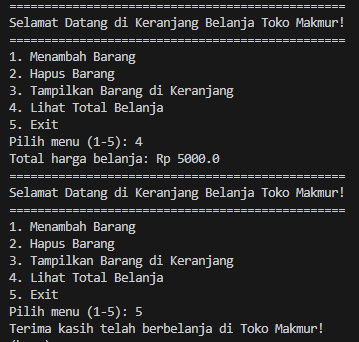 ================================================
Selamat Datang di Keranjang Belanja Toko Makmur!
================================================
1. Menambah Barang
2. Hapus Barang
3. Tampilkan Barang di Keranjang
4. Lihat Total Belanja
5. Exit
Pilih menu (1-5): 4
Total harga belanja: Rp 5000.0
================================================
Selamat Datang di Keranjang Belanja Toko Makmur!
================================================
1. Menambah Barang
2. Hapus Barang
3. Tampilkan Barang di Keranjang
4. Lihat Total Belanja
5. Exit
Pilih menu (1-5): 5
Terima kasih telah berbelanja di Toko Makmur!